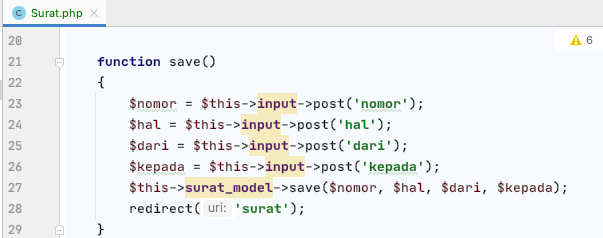 Surat.php
6
20
21 function save()
22 {
23 $nomor = $this->input->post('nomor');
24 $hal = $this->input->post('hal');
25 $dari = $this->input->post('dari');
26 $kepada = $this->input->post('kepada');
27 $this->surat_model->save($nomor, $hal, $dari, $kepada);
28 redirect( uri: 'surat');
29 }